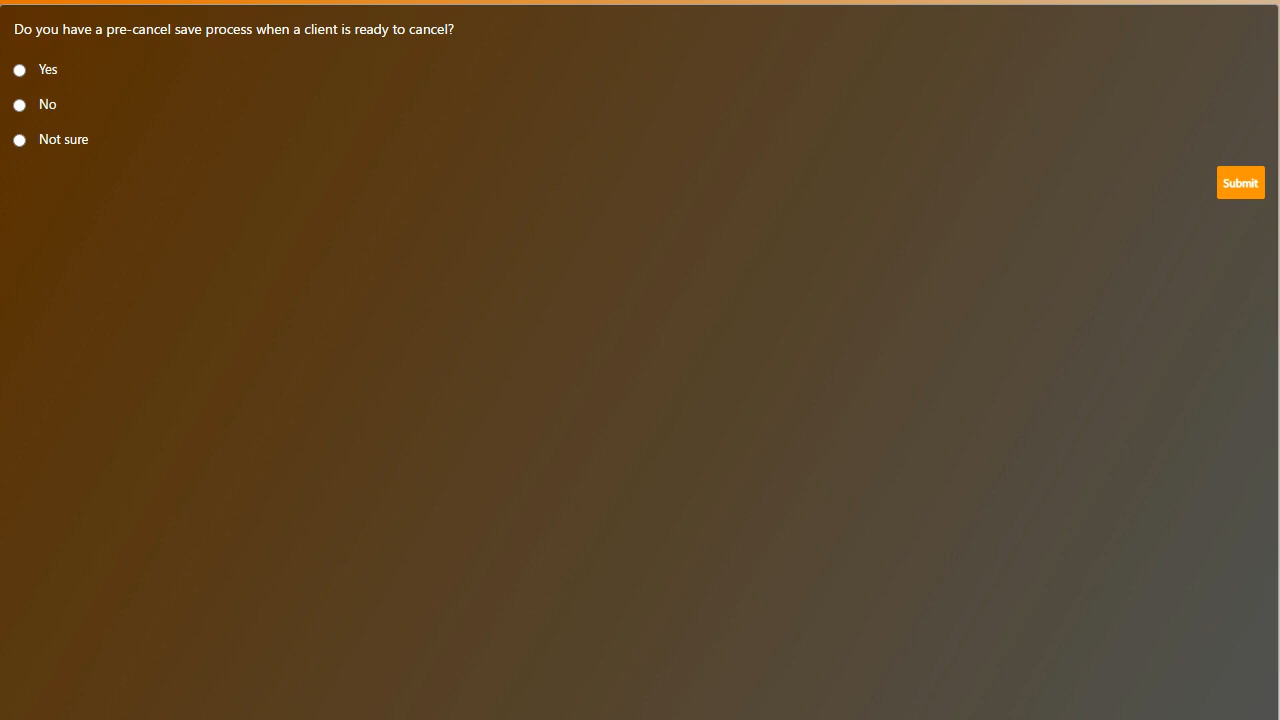 Do you have a pre-cancel save process when a client is ready to cancel?
Yes
No
Not sure
Submit